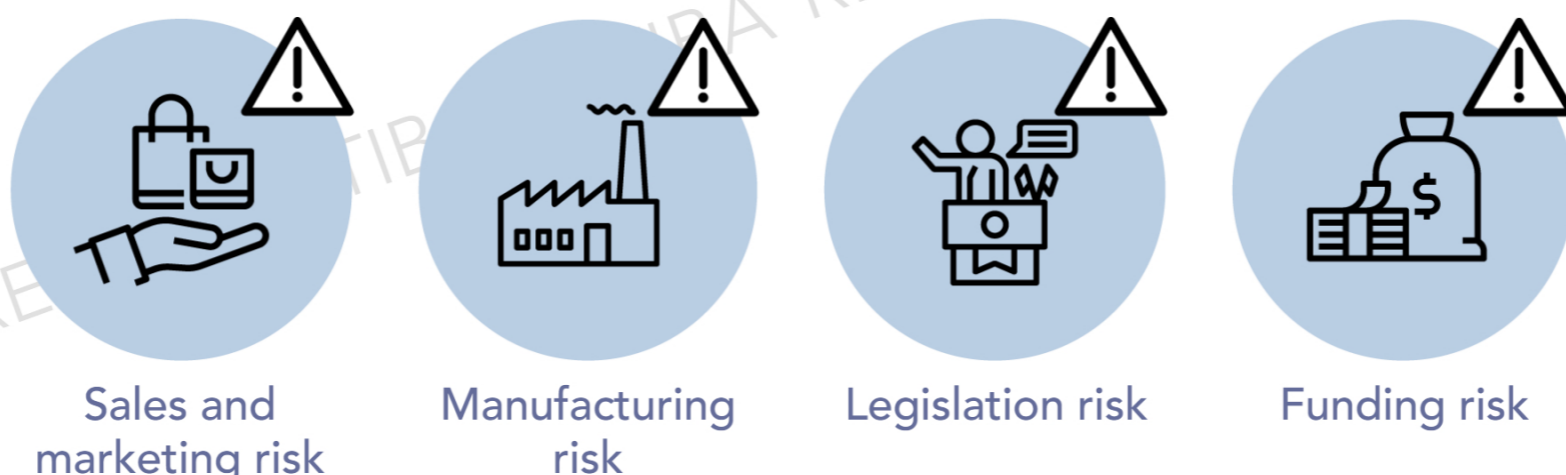 Sales and
marketing risk
Manufacturing
risk
Legislation risk
Funding risk
$